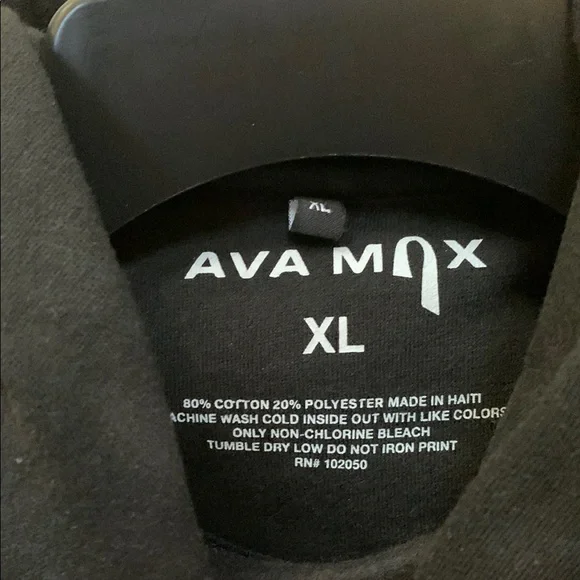 XL
AVA MAX
XL
80% COTTON 20% POLYESTER MADE IN HAITI
ACHINE WASH COLD INSIDE OUT WITH LIKE COLORS
ONLY NON-CHLORINE BLEACH
TUMBLE DRY LOW DO NOT IRON PRINT
RN# 102050